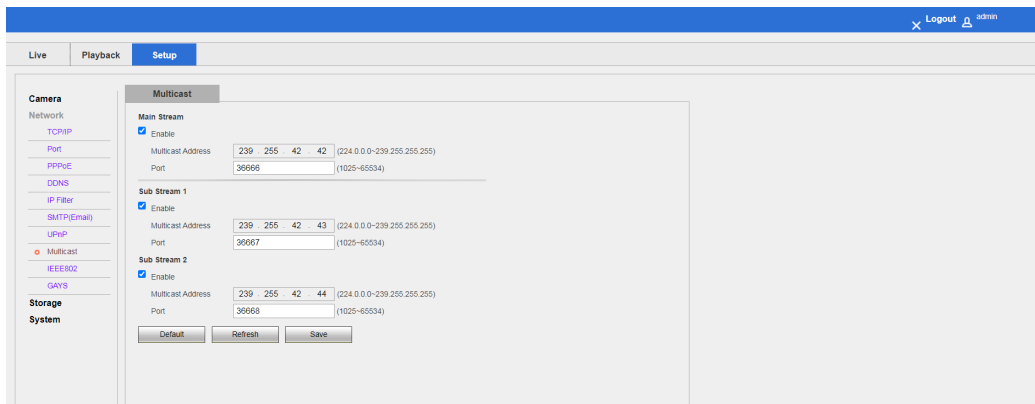 Logout admin
Live Playback Setup
Camera
Network
TCP/IP
Port
PPPoE
DDNS
IP Filter
SMTP(Email)
UPnP
Multicast
IEEE802
GAYS
Storage
System
Multicast
Main Stream
Enable
Multicast Address 239 . 255 . 42 . 42 (224.0.0.0~239.255.255.255)
Port 36666 (1025~65534)
Sub Stream 1
Enable
Multicast Address 239 . 255 . 42 . 43 (224.0.0.0~239.255.255.255)
Port 36667 (1025~65534)
Sub Stream 2
Enable
Multicast Address 239 . 255 . 42 . 44 (224.0.0.0~239.255.255.255)
Port 36668 (1025~65534)
Default Refresh Save